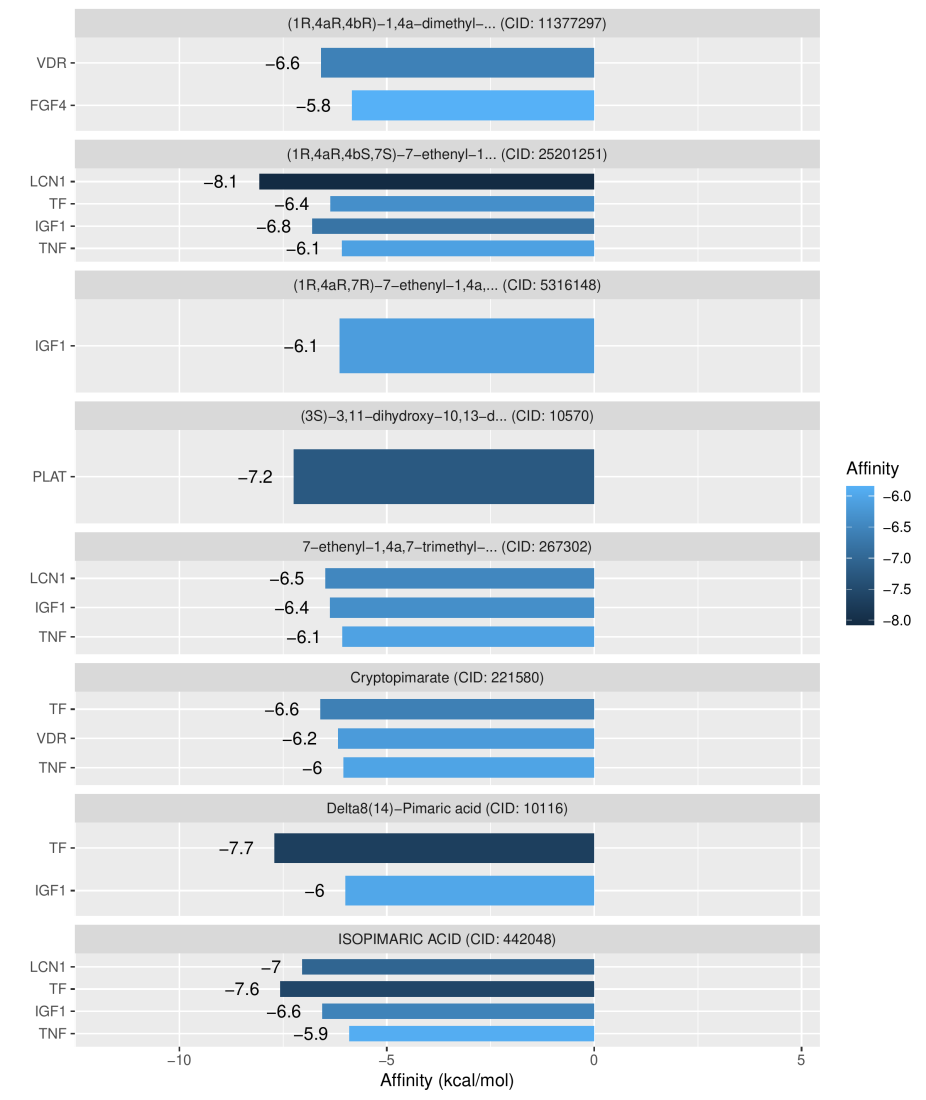 (1R,4aR,4bR)−1,4a−dimethyl−... (CID: 11377297)
VDR
−6.6
FGF4
−5.8
(1R,4aR,4bS,7S)−7−ethenyl−1... (CID: 25201251)
LCN1
−8.1
TF
−6.4
IGF1
−6.8
TNF
−6.1
(1R,4aR,7R)−7−ethenyl−1,4a,... (CID: 5316148)
IGF1
−6.1
(3S)−3,11−dihydroxy−10,13−d... (CID: 10570)
PLAT
−7.2
7−ethenyl−1,4a,7−trimethyl−... (CID: 267302)
LCN1
−6.5
IGF1
−6.4
TNF
−6.1
Cryptopimarate (CID: 221580)
TF
−6.6
VDR
−6.2
TNF
−6
Delta8(14)−Pimaric acid (CID: 10116)
TF
−7.7
IGF1
−6
ISOPIMARIC ACID (CID: 442048)
LCN1
−7
TF
−7.6
IGF1
−6.6
TNF
−5.9
−10 −5 0 5
Affinity (kcal/mol)
Affinity
−6.0
−6.5
−7.0
−7.5
−8.0